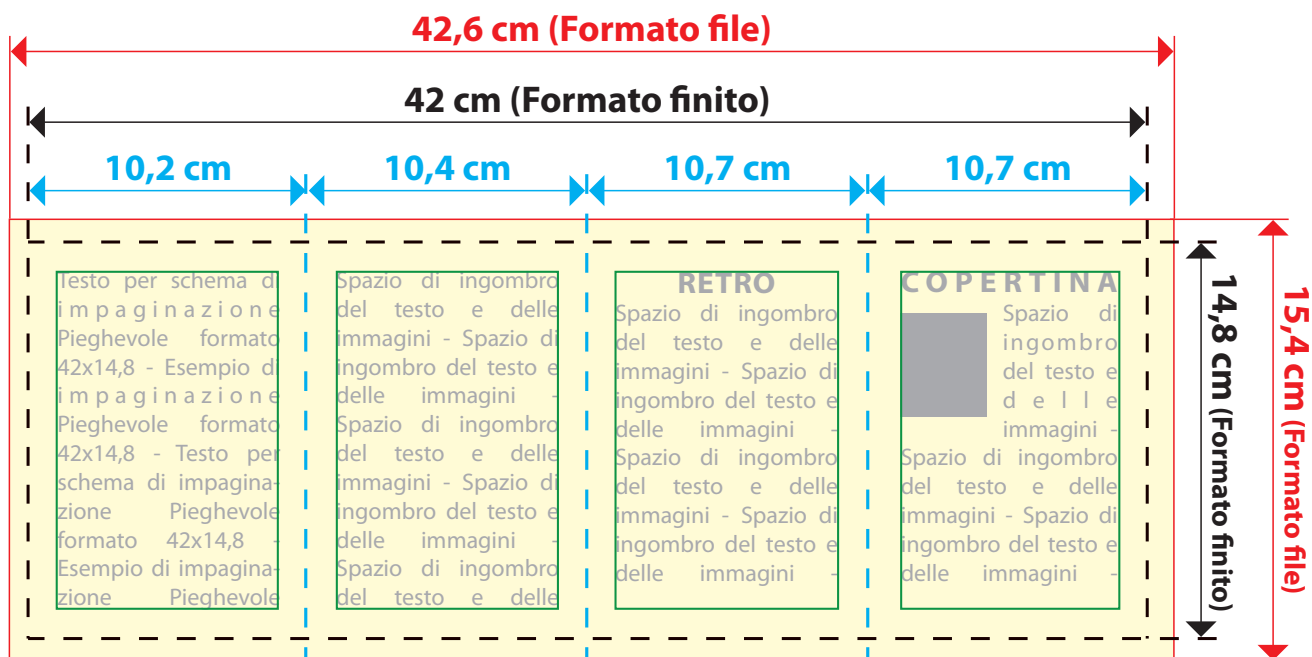 42,6 cm (Formato file)
42 cm (Formato finito)
10,2 cm
10,4 cm
10,7 cm
10,7 cm
Testo per schema di
impaginazione
Pieghevole formato
42x14,8 - Esempio di
impaginazione
Pieghevole formato
42x14,8 - Testo per
schema di impagina-
zione Pieghevole
formato 42x14,8 -
Esempio di impagina-
zione Pieghevole
Spazio di ingombro
del testo e delle
immagini - Spazio di
ingombro del testo e
delle immagini -
Spazio di ingombro
del testo e delle
immagini - Spazio di
ingombro del testo e
delle immagini -
Spazio di ingombro
del testo e delle
RETRO
Spazio di ingombro
del testo e delle
immagini - Spazio di
ingombro del testo e
delle immagini -
Spazio di ingombro
del testo e delle
immagini - Spazio di
ingombro del testo e
delle immagini -
COPERTINA
Spazio di
ingombro
del testo e
delle
immagini -
Spazio di ingombro
del testo e delle
immagini - Spazio di
ingombro del testo e
delle immagini -
14,8 cm (Formato finito)
15,4 cm (Formato file)